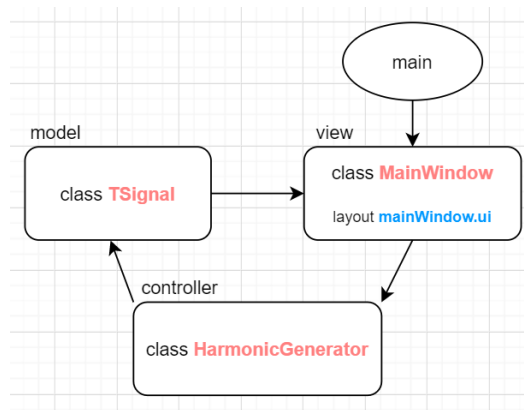 main
model
view
class TSignal
class MainWindow
layout mainWindow.ui
controller
class HarmonicGenerator